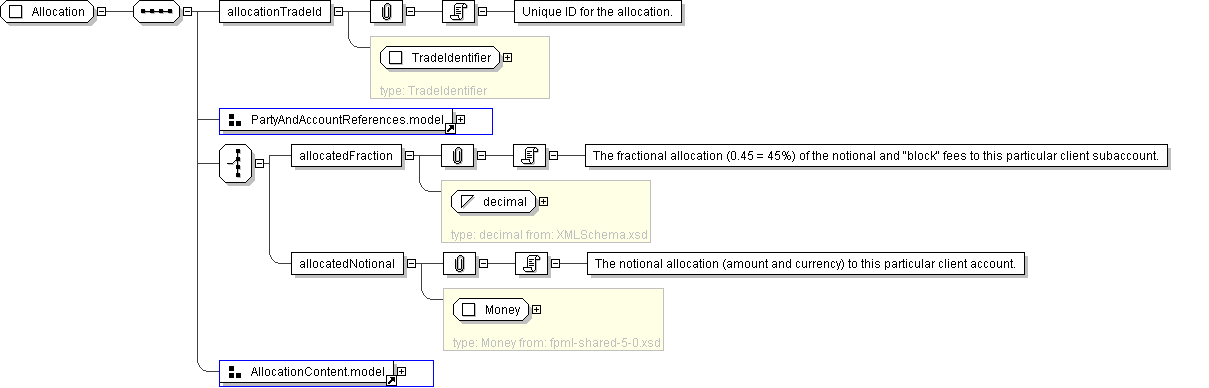 Allocation
allocationTradeId
Unique ID for the allocation.
TradeIdentifier
type: TradeIdentifier
PartyAndAccountReferences.model
allocatedFraction
The fractional allocation (0.45 = 45%) of the notional and "block" fees to this particular client subaccount.
decimal
type: decimal from: XMLSchema.xsd
allocatedNotional
The notional allocation (amount and currency) to this particular client account.
Money
type: Money from: fpml-shared-5-0.xsd
AllocationContent.model